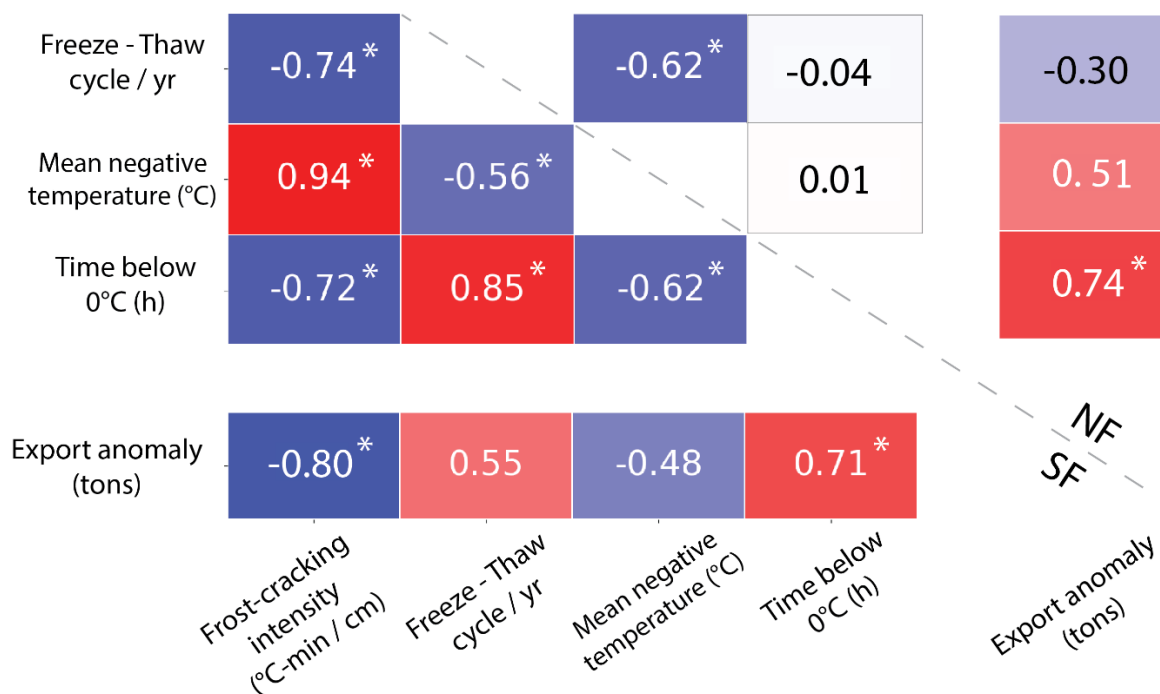 Freeze - Thaw
cycle / yr
-0.74 *
-0.62 *
-0.04
-0.30
Mean negative
temperature (°C)
0.94 *
-0.56 *
0.01
0. 51
Time below
0°C (h)
-0.72 *
0.85 *
-0.62 *
0.74 *
Export anomaly
(tons)
-0.80 *
0.55
-0.48
0.71 *
NF
SF
Frost-cracking
intensity
(°C-min / cm)
Freeze - Thaw
cycle / yr
Mean negative
temperature (°C)
Time below
0°C (h)
Export anomaly
(tons)